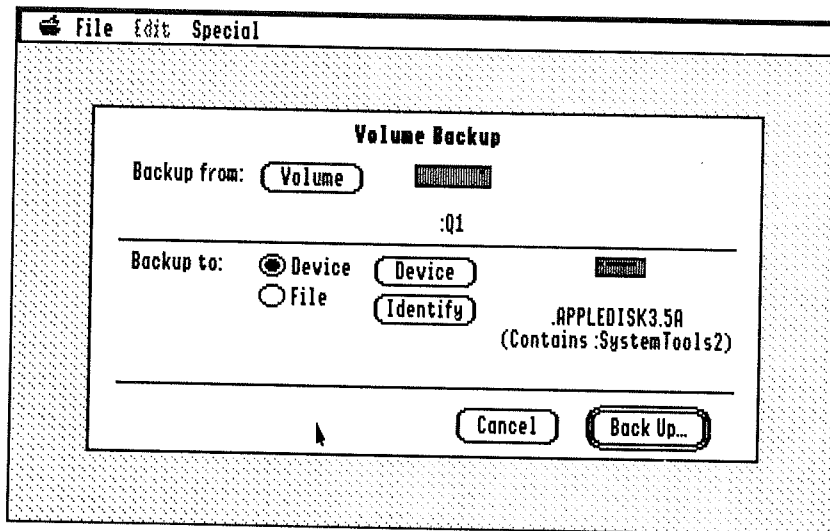 File Edit Special
Volume Backup
Backup from: Volume
:Q1
Backup to: Device Device
File Identify
.APPLEDISK3.5A
(Contains :SystemTools2)
Cancel Back Up...